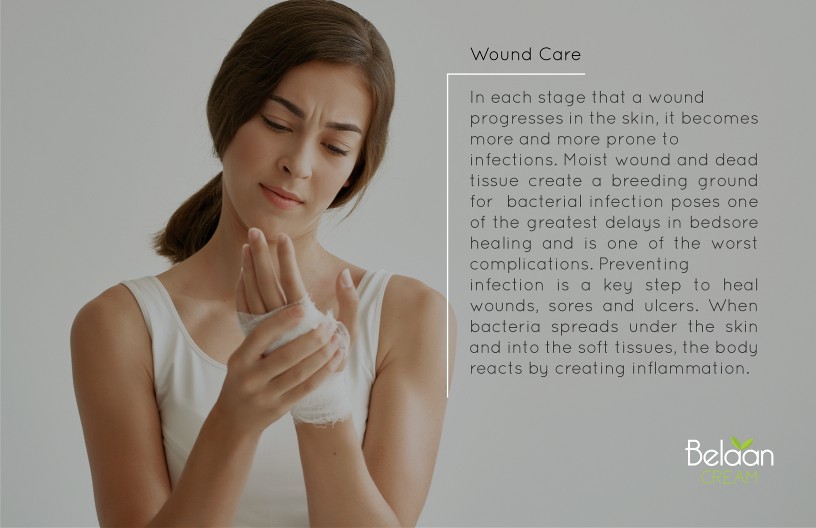 Wound Care
In each stage that a wound
progresses in the skin, it becomes
more and more prone to
infections. Moist wound and dead
tissue create a breeding ground
for bacterial infection poses one
of the greatest delays in bedsore
healing and is one of the worst
complications. Preventing
infection is a key step to heal
wounds, sores and ulcers. When
bacteria spreads under the skin
and into the soft tissues, the body
reacts by creating inflammation.
Belaan
CREAM